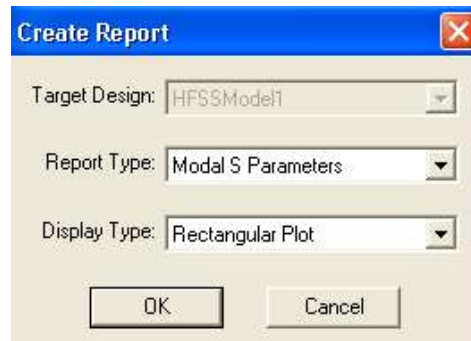 Create Report
Target Design: HFSSModel1
Report Type: Modal S Parameters
Display Type: Rectangular Plot
OK Cancel